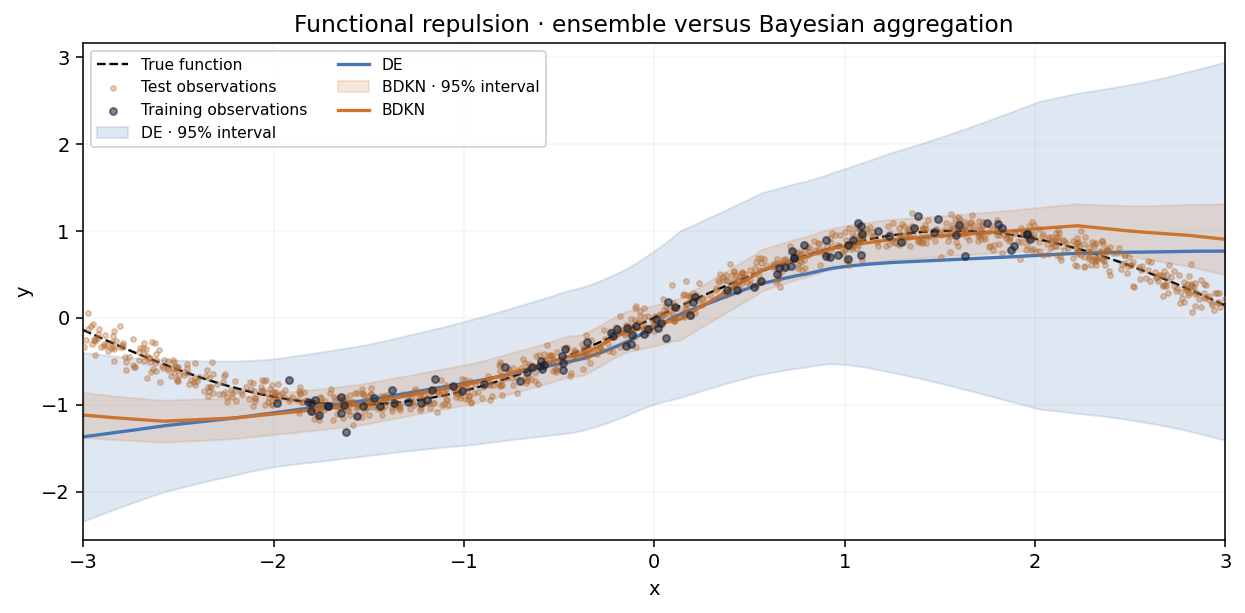 Functional repulsion · ensemble versus Bayesian aggregation
True function
Test observations
Training observations
DE · 95% interval
DE
BDKN · 95% interval
BDKN
y
3
2
1
0
−1
−2
−3
−2
−1
0
1
2
3
x